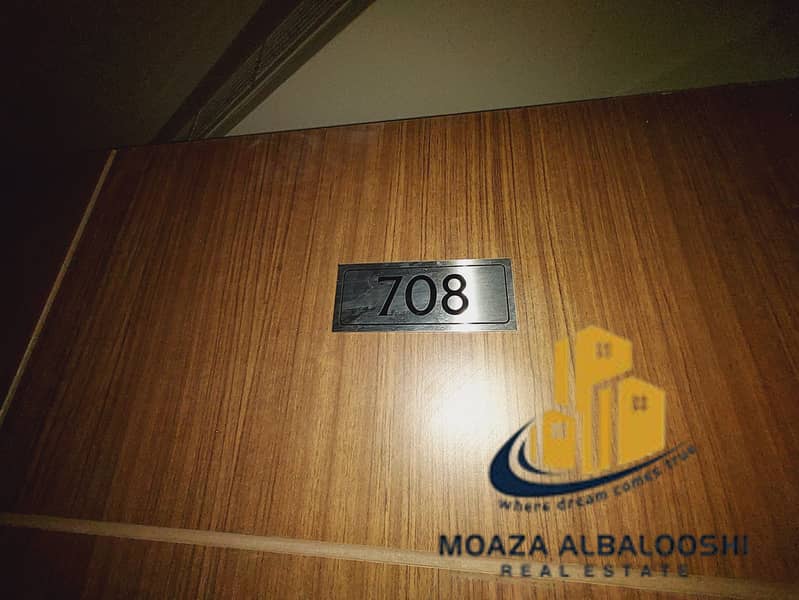 708
where dream comes true
MOAZA ALBALOOSHI
REAL ESTATE